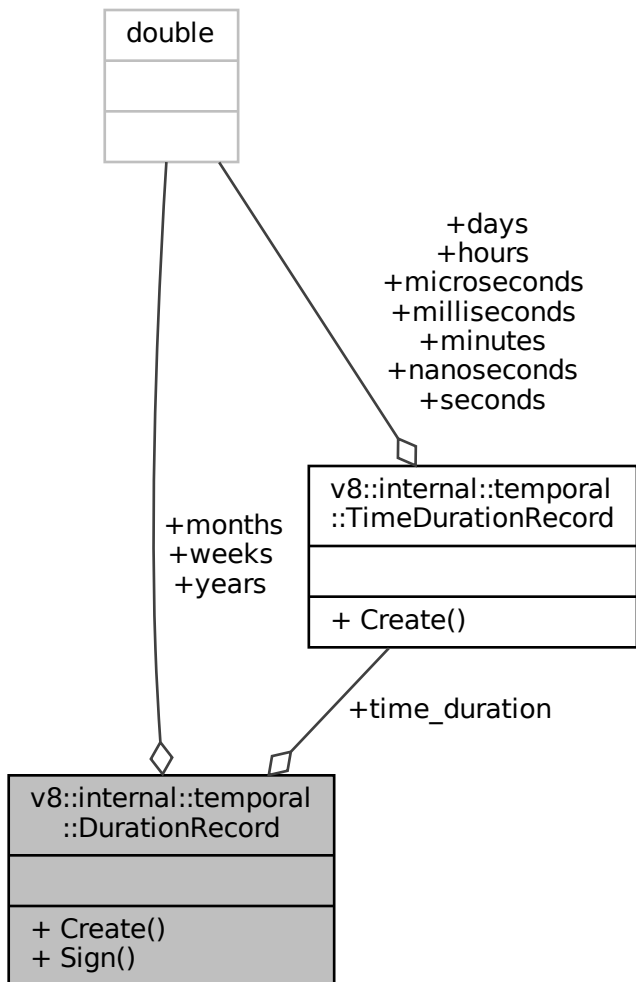 double
+days
+hours
+microseconds
+milliseconds
+minutes
+nanoseconds
+seconds
v8::internal::temporal
::TimeDurationRecord
+ Create()
+months
+weeks
+years
+time_duration
v8::internal::temporal
::DurationRecord
+ Create()
+ Sign()